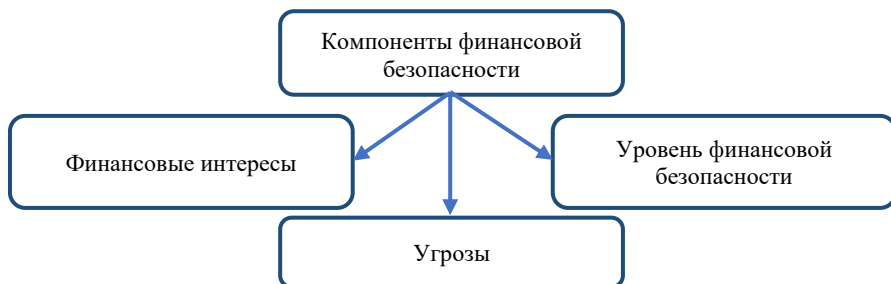 Компоненты финансовой
безопасности
Финансовые интересы
Уровень финансовой
безопасности
Угрозы